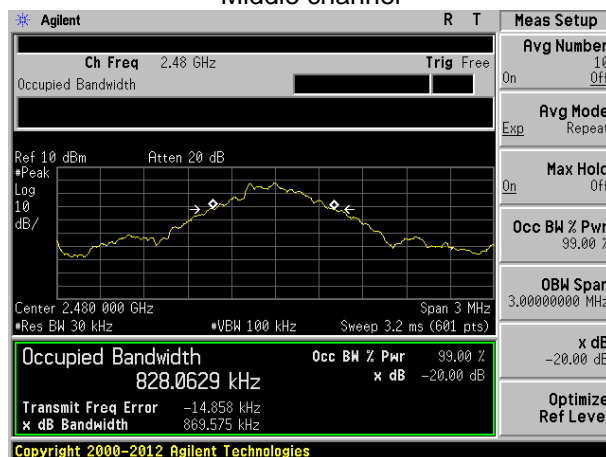 Middle channel
Agilent R T
Ch Freq 2.48 GHz Trig Free
Occupied Bandwidth
Ref 10 dBm Atten 20 dB
#Peak
Log
10
dB/
Center 2.480 000 GHz Span 3 MHz
#Res BW 30 kHz #VBW 100 kHz Sweep 3.2 ms (601 pts)
Occupied Bandwidth
828.0629 kHz
Occ BW % Pwr 99.00 %
x dB -20.00 dB
Transmit Freq Error -14.858 kHz
x dB Bandwidth 869.575 kHz
Copyright 2000-2012 Agilent Technologies
Meas Setup
Avg Number
10
On Off
Avg Mode
Exp Repeat
Max Hold
On Off
Occ BW % Pwr
99.00 %
OBW Span
3.00000000 MHz
x dB
-20.00 dB
Optimize
Ref Level